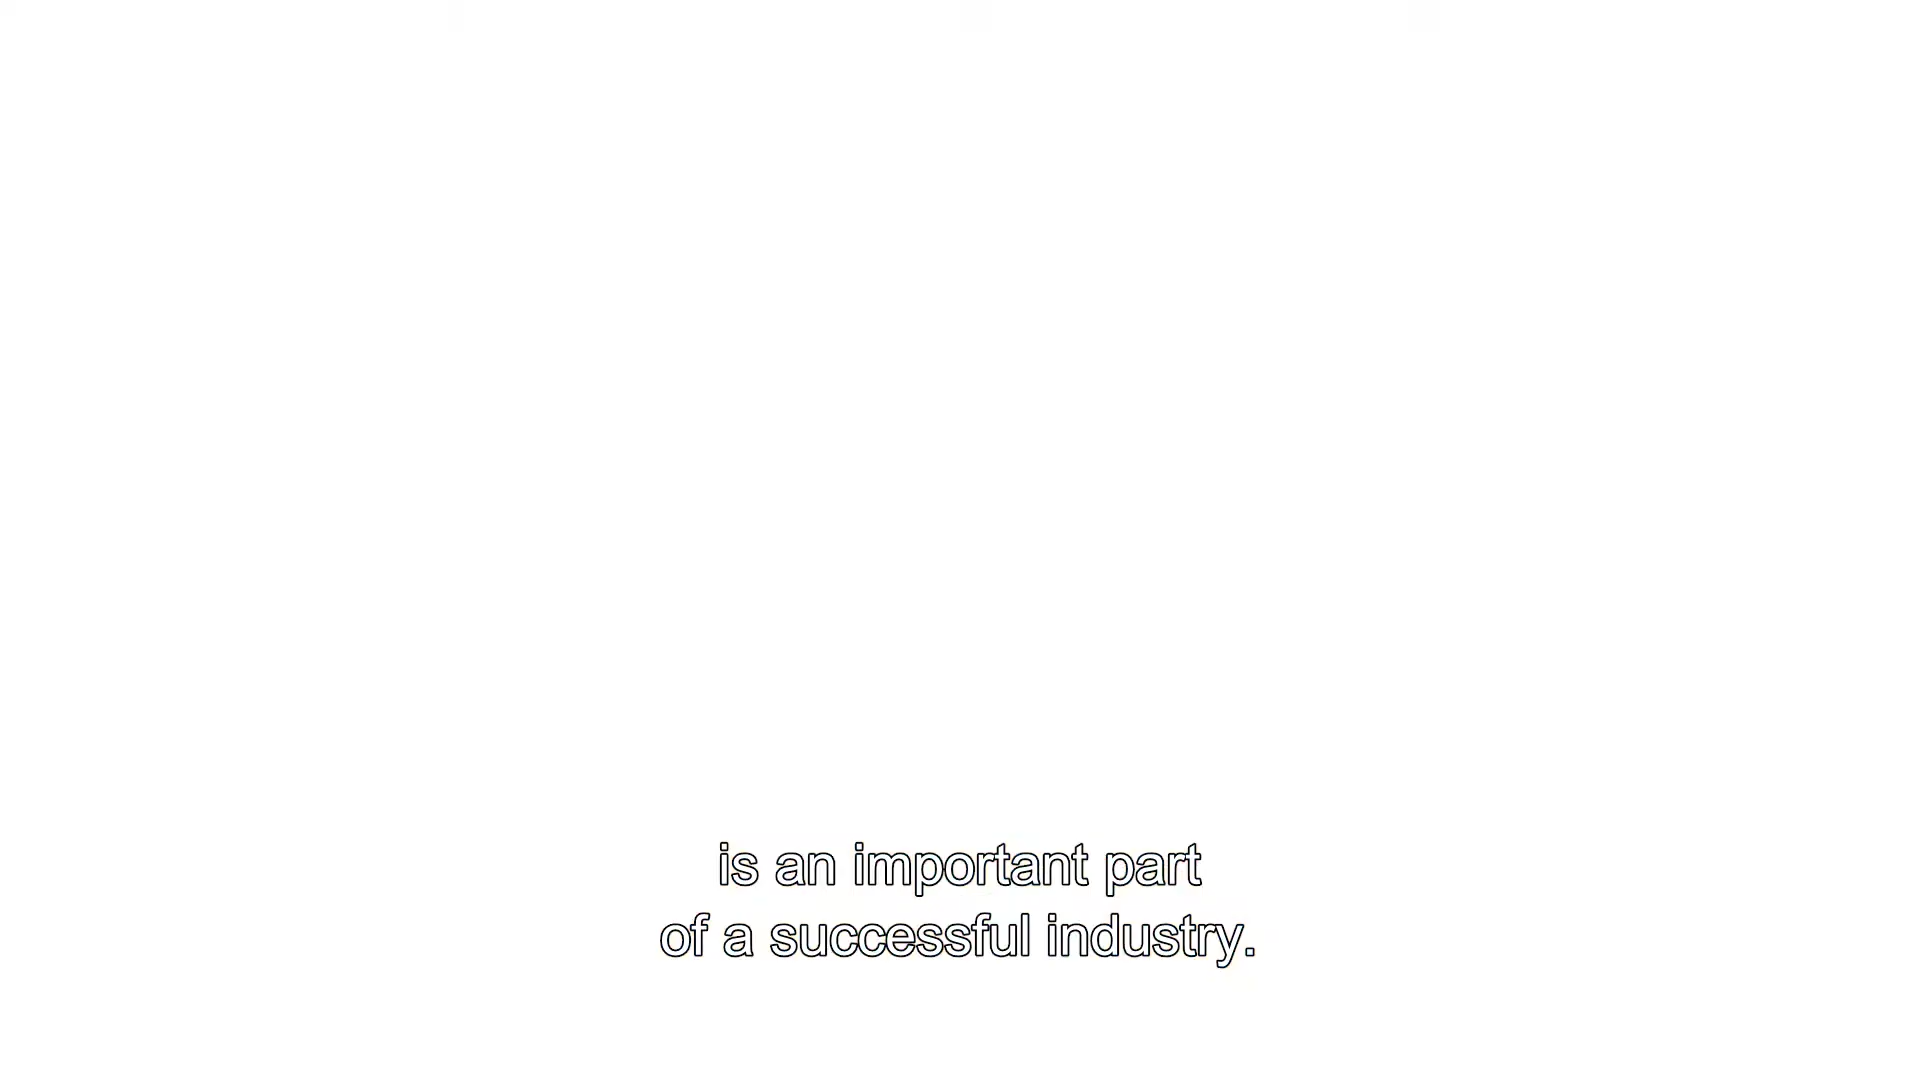 is an important part
of a successful industry.